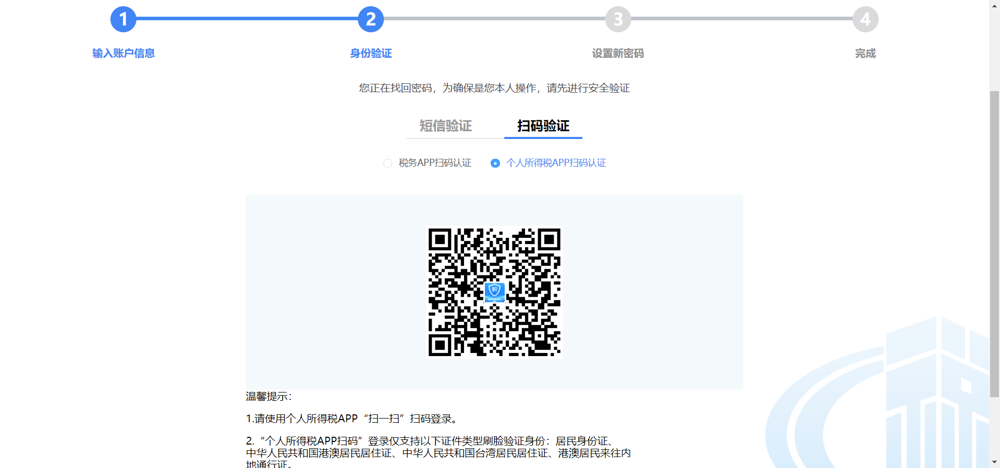 1
2
3
4
输入账户信息
身份验证
设置新密码
完成
您正在找回密码，为确保是您本人操作，请先进行安全验证
短信验证
扫码验证
税务APP扫码认证
个人所得税APP扫码认证
税
温馨提示：
1.请使用个人所得税APP“扫一扫”扫码登录。
2.“个人所得税APP扫码”登录仅支持以下证件类型刷脸验证身份：居民身份证、
中华人民共和国港澳居民居住证、中华人民共和国台湾居民居住证、港澳居民来往内
地通行证。